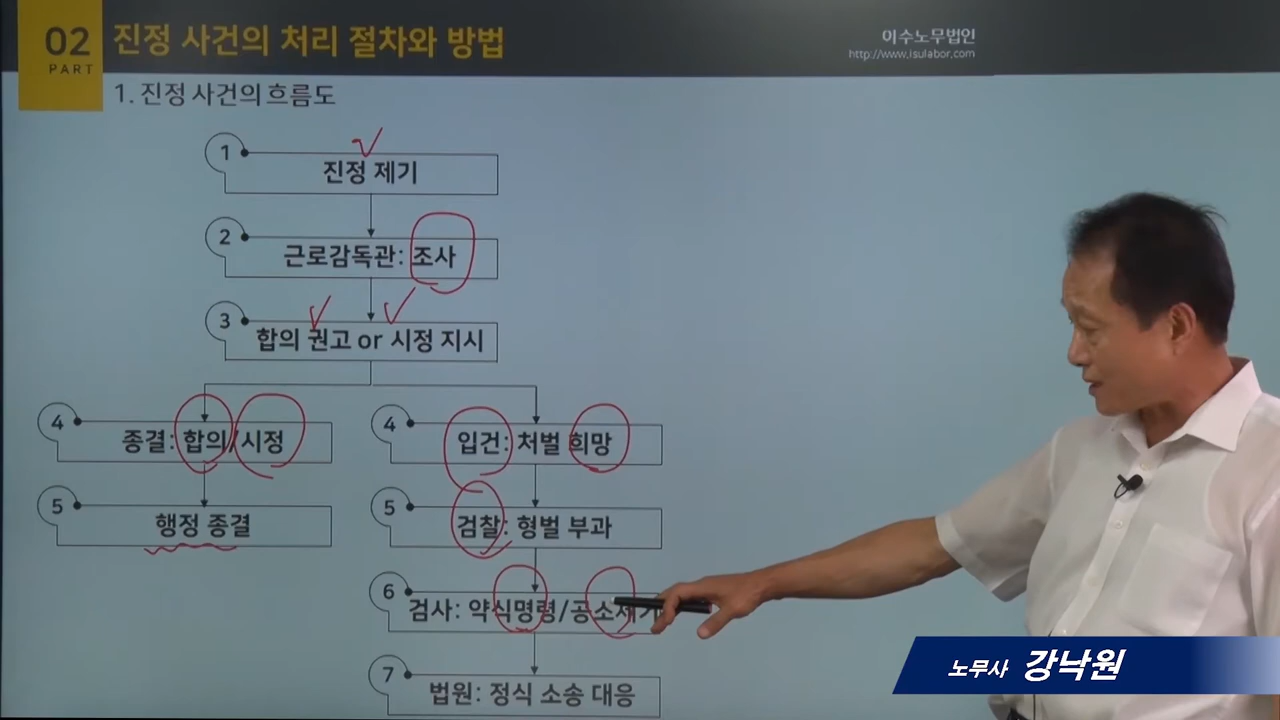 02
PART
진정 사건의 처리 절차와 방법
이수노무법인
http://www.isulabor.com
1. 진정 사건의 흐름도
1
진정 제기
2
근로감독관: 조사
3
합의 권고 or 시정 지시
4
종결: 합의/시정
4
입건: 처벌 희망
5
행정 종결
5
검찰: 형벌 부과
6
검사: 약식명령/공소제기
7
법원: 정식 소송 대응
노무사 강낙원